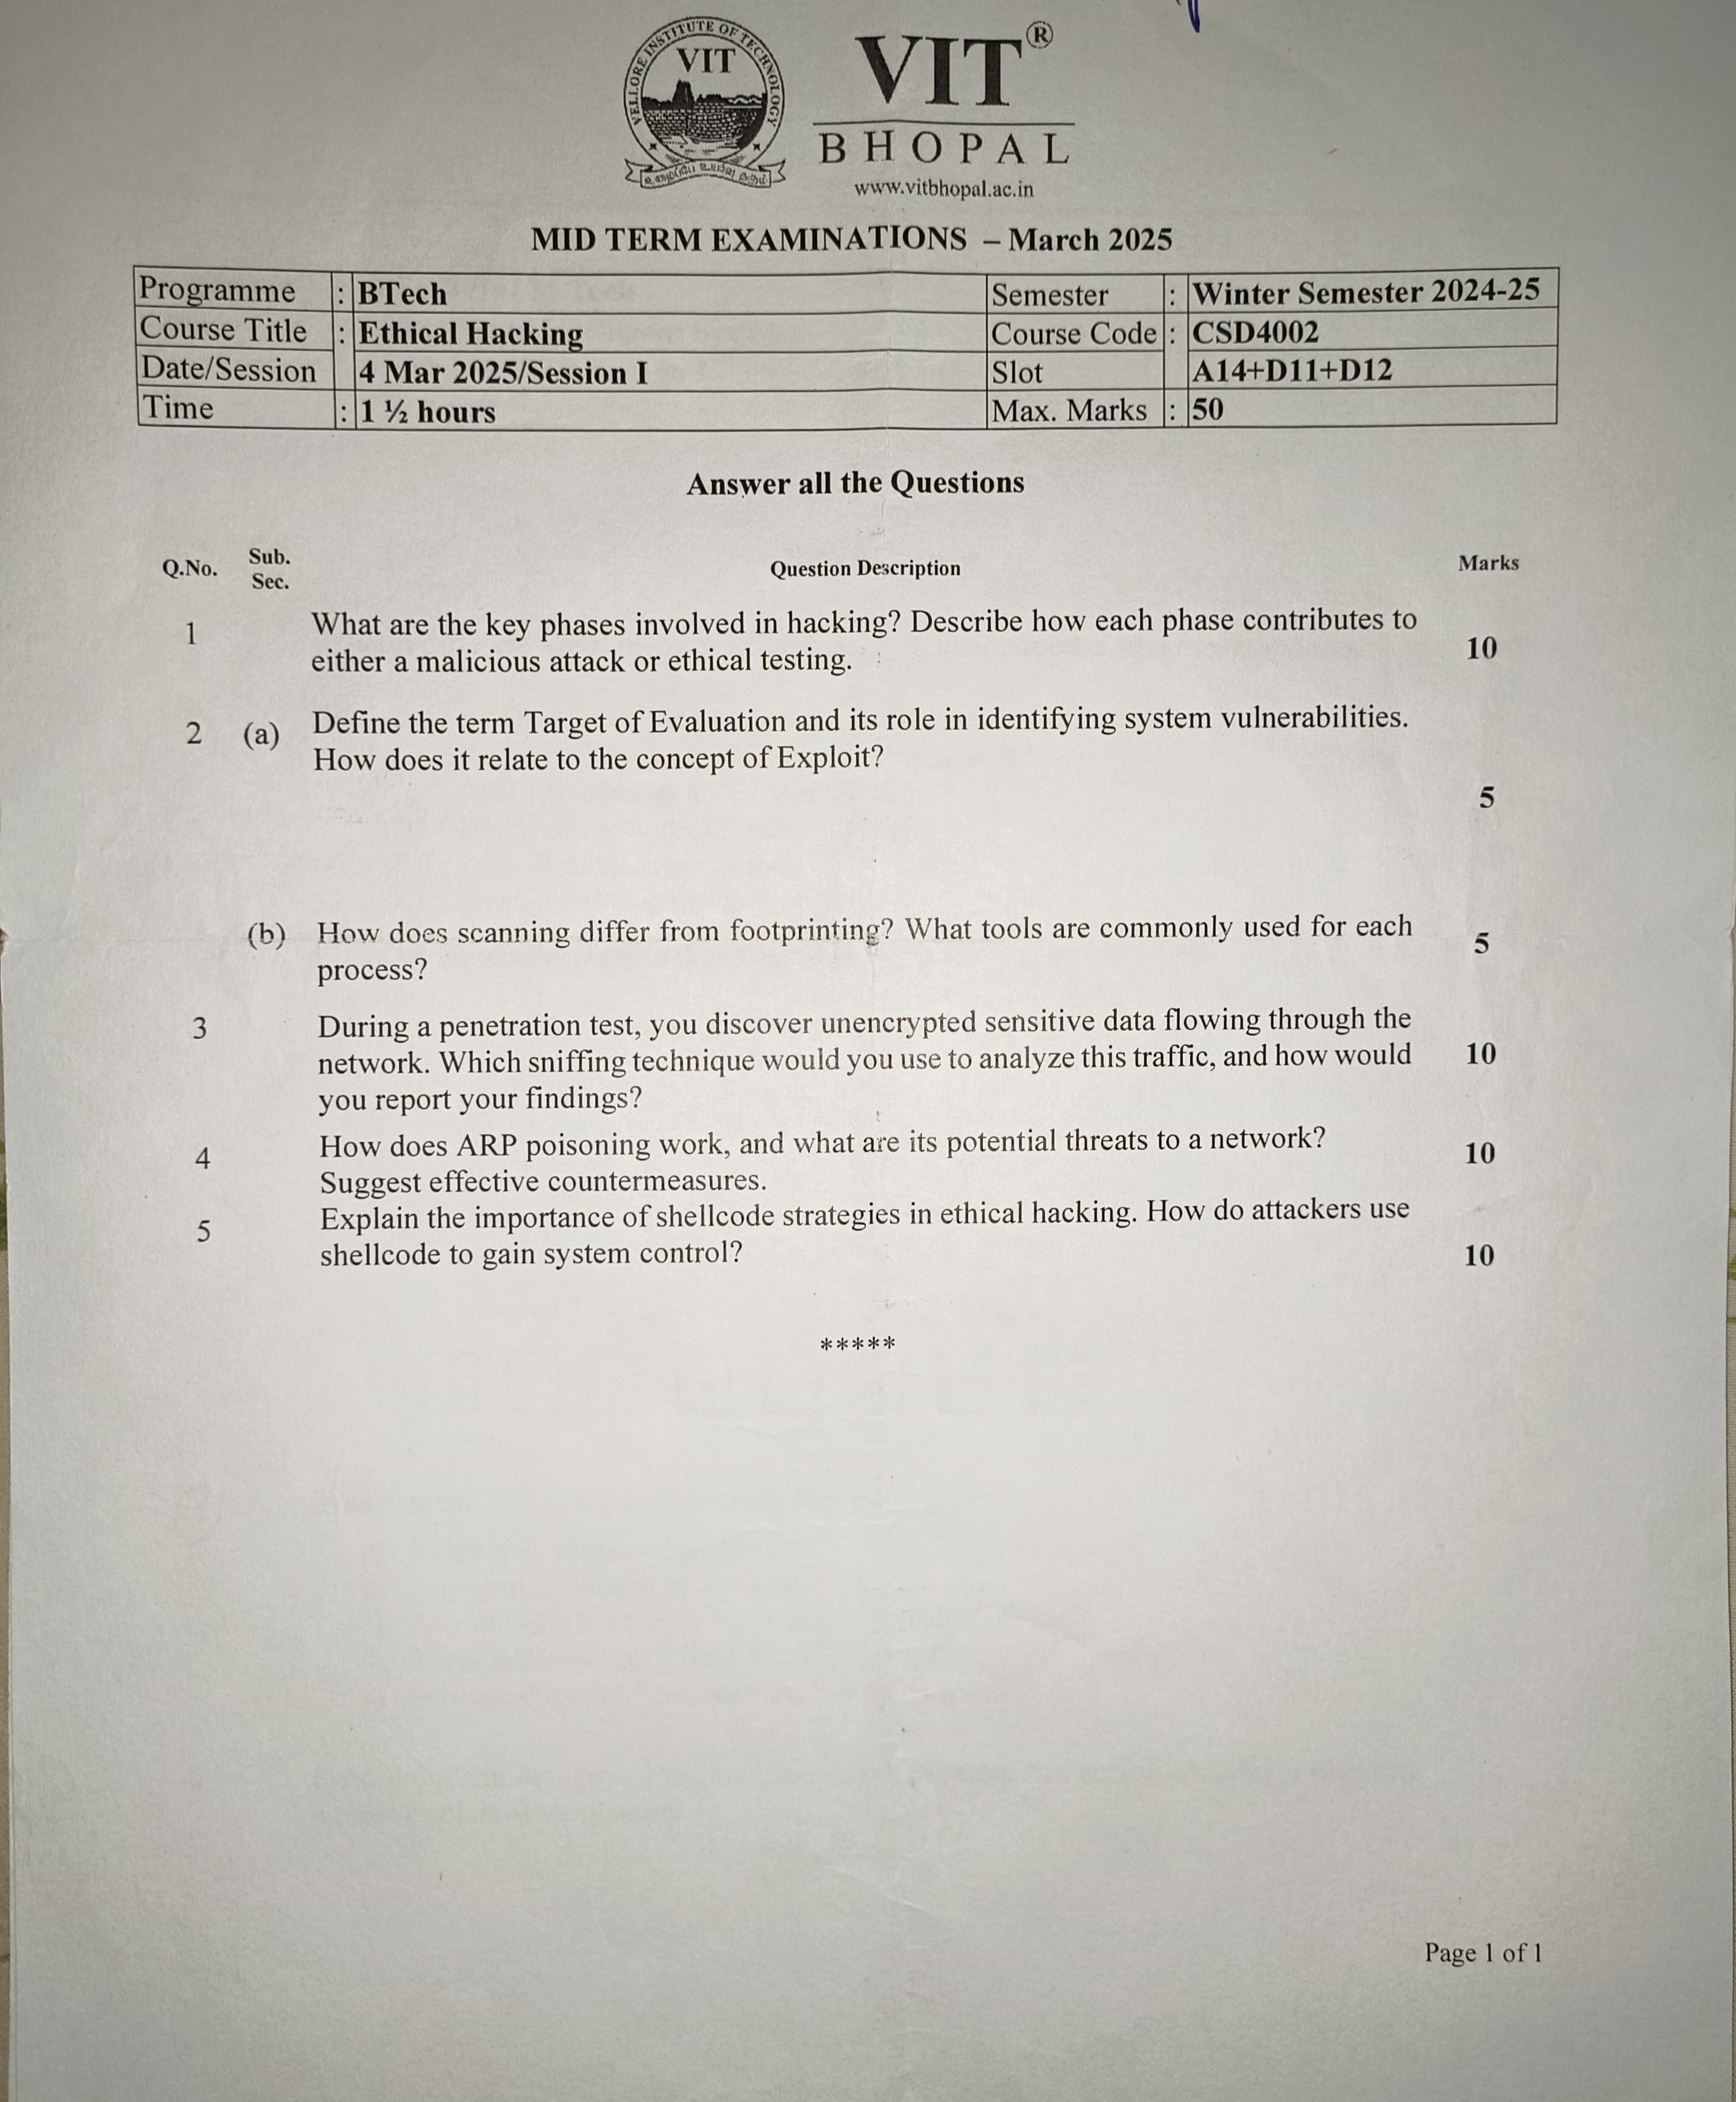 VELLORE INSTITUTE OF TECHNOLOGY
VIT
VIT®
BHOPAL
www.vitbhopal.ac.in
MID TERM EXAMINATIONS – March 2025
Programme : BTech Semester : Winter Semester 2024-25
Course Title : Ethical Hacking Course Code : CSD4002
Date/Session 4 Mar 2025/Session I Slot A14+D11+D12
Time : 1 ½ hours Max. Marks : 50
Answer all the Questions
Q.No. Sub. Sec. Question Description Marks
1 What are the key phases involved in hacking? Describe how each phase contributes to
either a malicious attack or ethical testing. 10
2 (a) Define the term Target of Evaluation and its role in identifying system vulnerabilities.
How does it relate to the concept of Exploit?
5
(b) How does scanning differ from footprinting? What tools are commonly used for each 5
process?
3 During a penetration test, you discover unencrypted sensitive data flowing through the
network. Which sniffing technique would you use to analyze this traffic, and how would 10
you report your findings?
4 How does ARP poisoning work, and what are its potential threats to a network? 10
Suggest effective countermeasures.
5 Explain the importance of shellcode strategies in ethical hacking. How do attackers use
shellcode to gain system control? 10
*****
Page 1 of 1